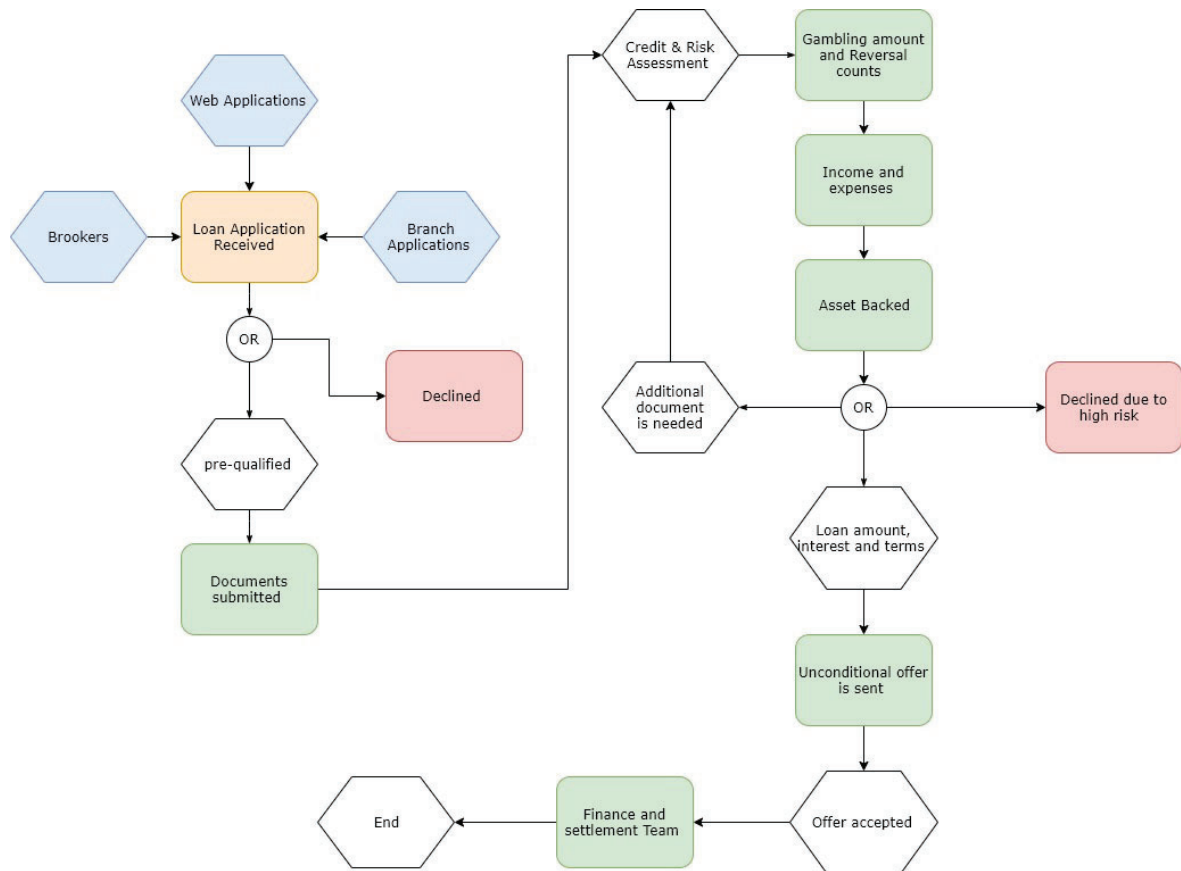 Web Applications
Brookers
Loan Application
Received
Branch
Applications
OR
Declined
pre-qualified
Documents
submitted
Credit & Risk
Assessment
Gambling amount
and Reversal
counts
Income and
expenses
Asset Backed
Additional
document
is needed
OR
Declined due to
high risk
Loan amount,
interest and terms
Unconditional offer
is sent
Offer accepted
Finance and
settlement Team
End